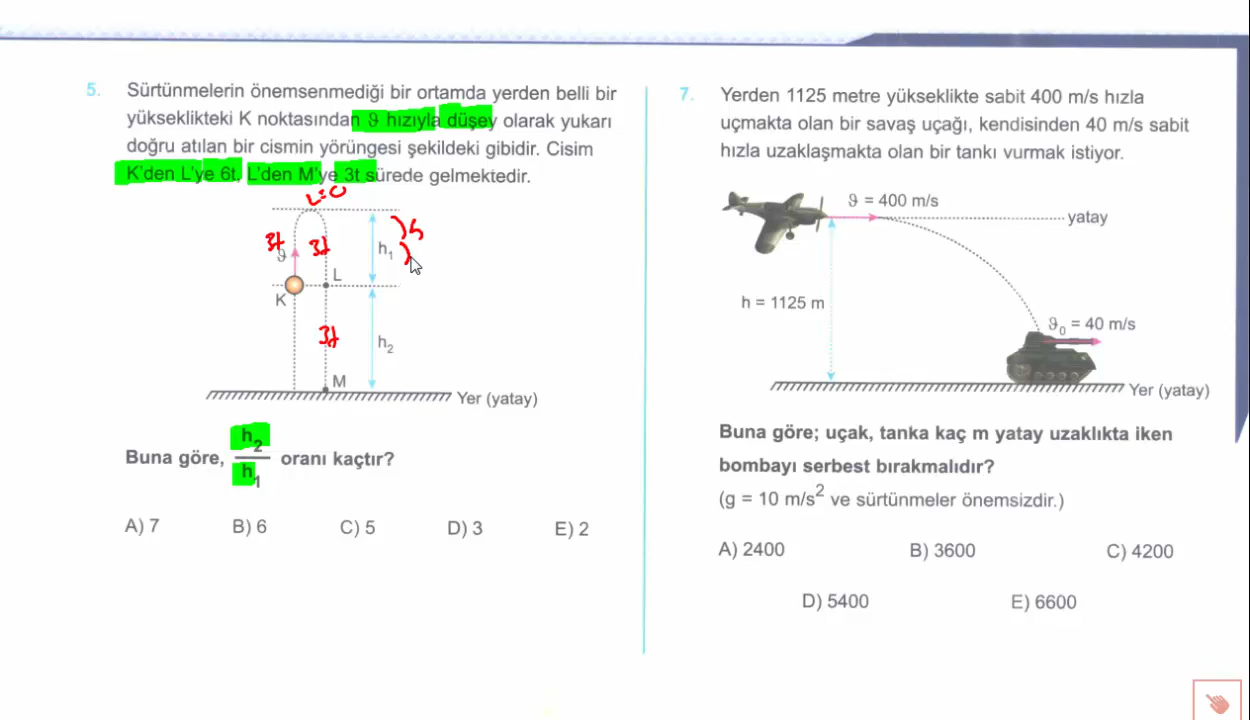 5. Sürtünmelerin önemsenmediği bir ortamda yerden belli bir
yükseklikteki K noktasından ϑ hızıyla düşey olarak yukarı
doğru atılan bir cismin yörüngesi şekildeki gibidir. Cisim
K'den L'ye 6t, L'den M'ye 3t sürede gelmektedir.
3t
ϑ
3t
h₁
K
L
3t
h₂
M
Yer (yatay)
Buna göre, h₂/h₁ oranı kaçtır?
A) 7 B) 6 C) 5 D) 3 E) 2
7. Yerden 1125 metre yükseklikte sabit 400 m/s hızla
uçmakta olan bir savaş uçağı, kendisinden 40 m/s sabit
hızla uzaklaşmakta olan bir tankı vurmak istiyor.
ϑ = 400 m/s
yatay
h = 1125 m
ϑ₀ = 40 m/s
Yer (yatay)
Buna göre; uçak, tanka kaç m yatay uzaklıkta iken
bombayı serbest bırakmalıdır?
(g = 10 m/s² ve sürtünmeler önemsizdir.)
A) 2400 B) 3600 C) 4200
D) 5400 E) 6600